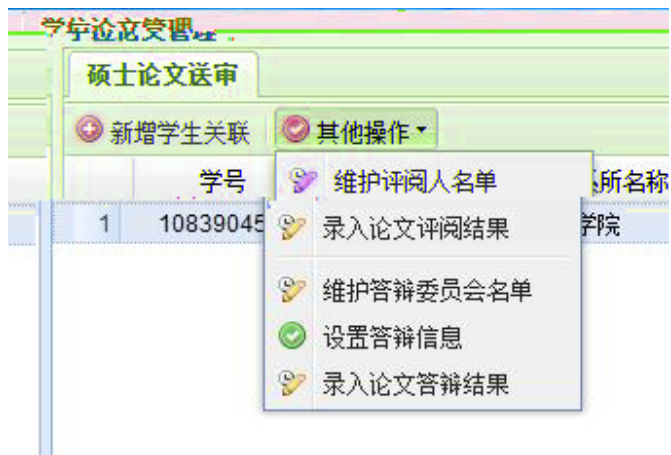 学位论文管理
硕士论文送审
新增学生关联 其他操作
学号 所名称
维护评阅人名单
1 10839045 学院
录入论文评阅结果
维护答辩委员会名单
设置答辩信息
录入论文答辩结果